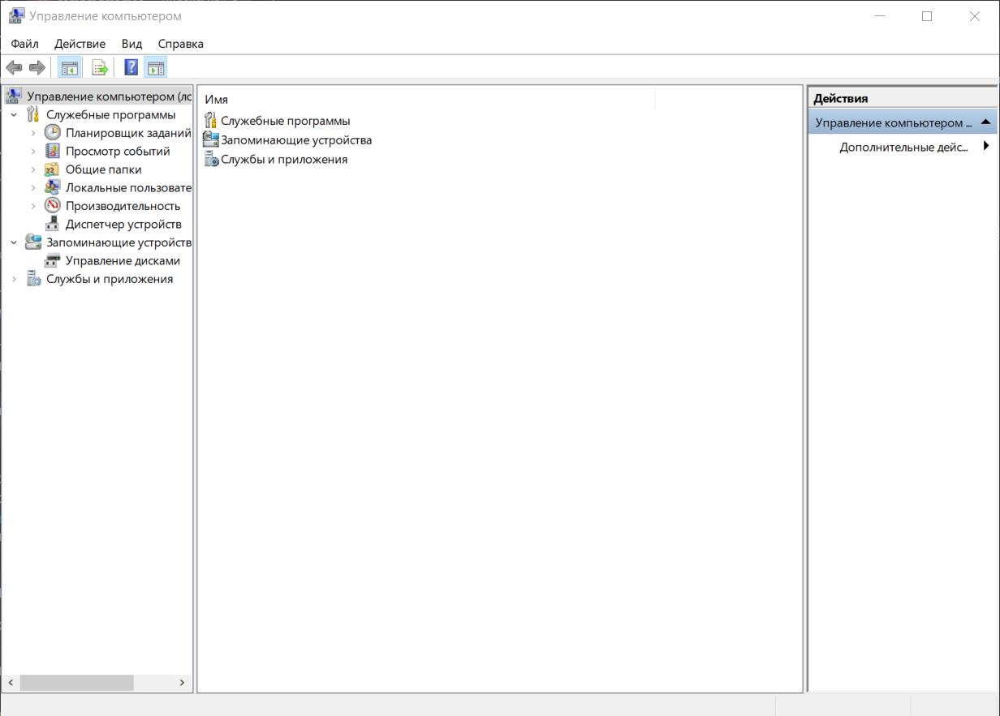 Управление компьютером
Файл Действие Вид Справка
Управление компьютером (лс
Служебные программы
Планировщик заданий
Просмотр событий
Общие папки
Локальные пользовате
Производительность
Диспетчер устройств
Запоминающие устройств
Управление дисками
Службы и приложения
Имя
Служебные программы
Запоминающие устройства
Службы и приложения
Действия
Управление компьютером ...
Дополнительные дейс...